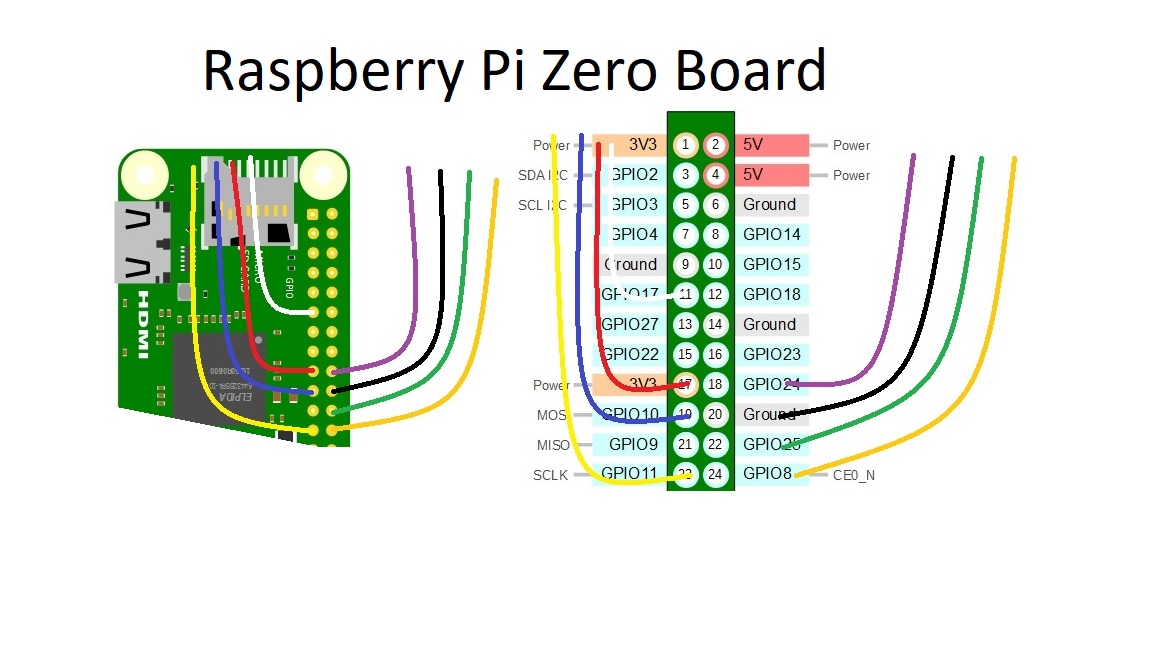 Raspberry Pi Zero Board
HDMI
GPIO
ELPIDA
Power 3V3 1 2 5V Power
SDA I2C GPIO2 3 4 5V Power
SCL I2C GPIO3 5 6 Ground
GPIO4 7 8 GPIO14
Ground 9 10 GPIO15
GPIO17 11 12 GPIO18
GPIO27 13 14 Ground
GPIO22 15 16 GPIO23
Power 3V3 17 18 GPIO24
MOSI GPIO10 19 20 Ground
MISO GPIO9 21 22 GPIO25
SCLK GPIO11 23 24 GPIO8 CE0_N